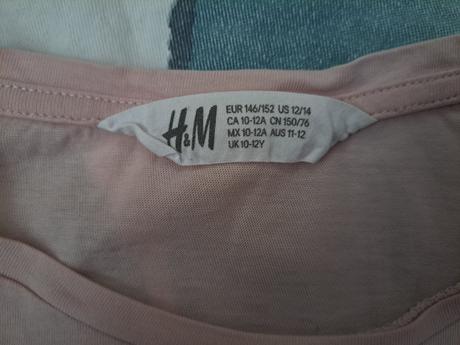 H&M
EUR 146/152 US 12/14
CA 10-12A CN 150/76
MX 10-12A AUS 11-12
UK 10-12Y